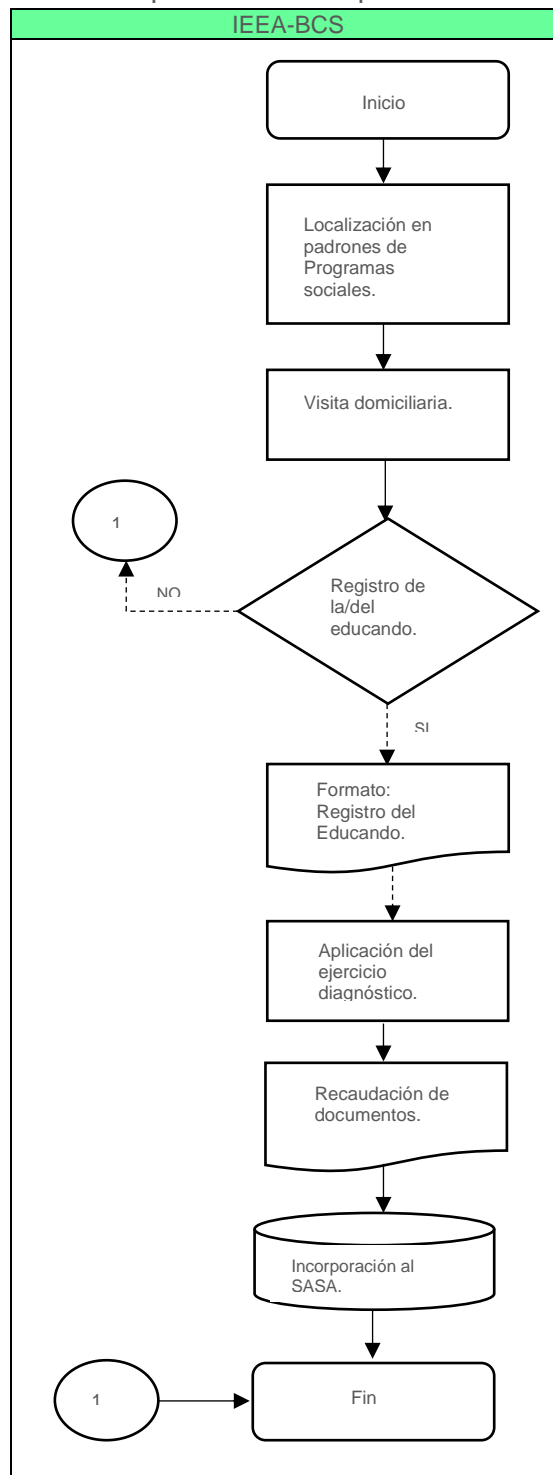 IEEA-BCS
Inicio
Localización en
padrones de
Programas
sociales.
Visita domiciliaria.
1
Registro de
la/del
educando.
NO
SI
Formato:
Registro del
Educando.
Aplicación del
ejercicio
diagnóstico.
Recaudación de
documentos.
Incorporación al
SASA.
1
Fin